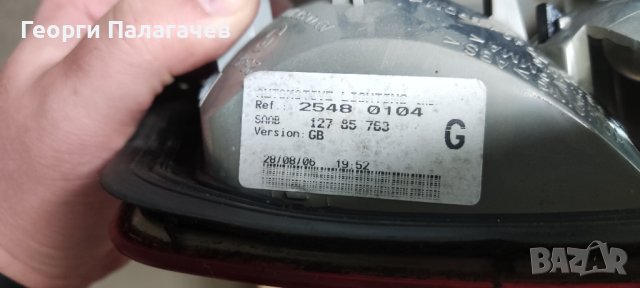 Георги Палагачев
AUTOMOTIVE LIGHTING
Ref.: 2548 0104
SAAB 127 85 763
Version: GB
G
28/08/06 19:52
BAZAR